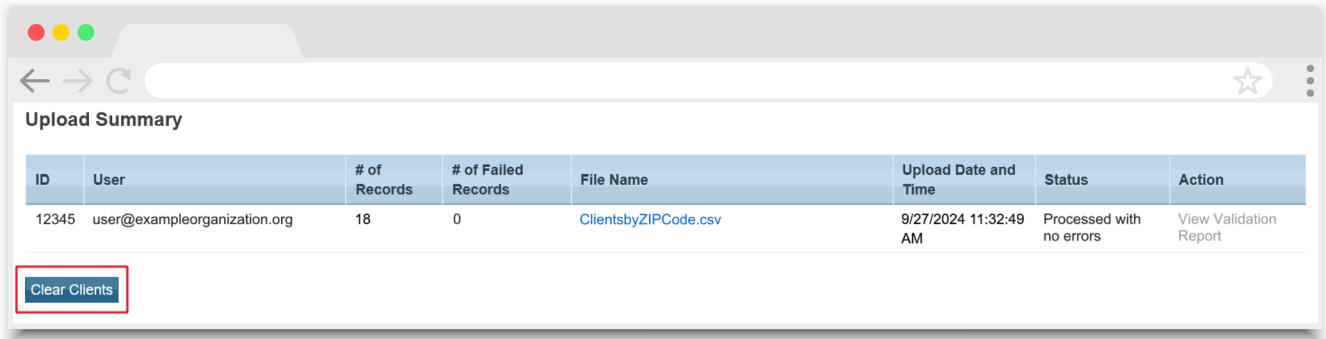 Upload Summary
ID User # of Records # of Failed Records File Name Upload Date and Time Status Action
12345 user@exampleorganization.org 18 0 ClientsbyZIPCode.csv 9/27/2024 11:32:49 AM Processed with no errors View Validation Report
Clear Clients